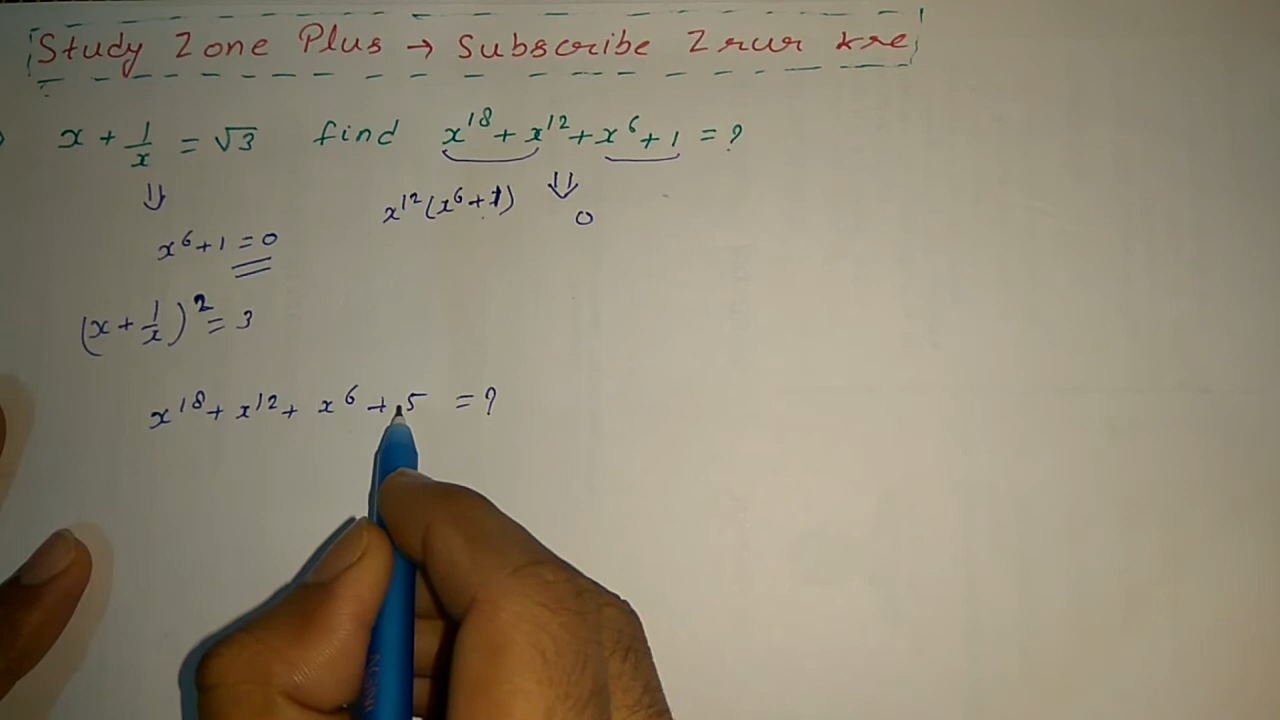 Study Zone Plus → Subscribe Zrur kre
x + 1/x = √3 find x^18 + x^12 + x^6 + 1 = ?
⇓ x^12 (x^6 + 1) ⇓
0
x^6 + 1 = 0
(x + 1/x)^2 = 3
x^18 + x^12 + x^6 + 5 = ?